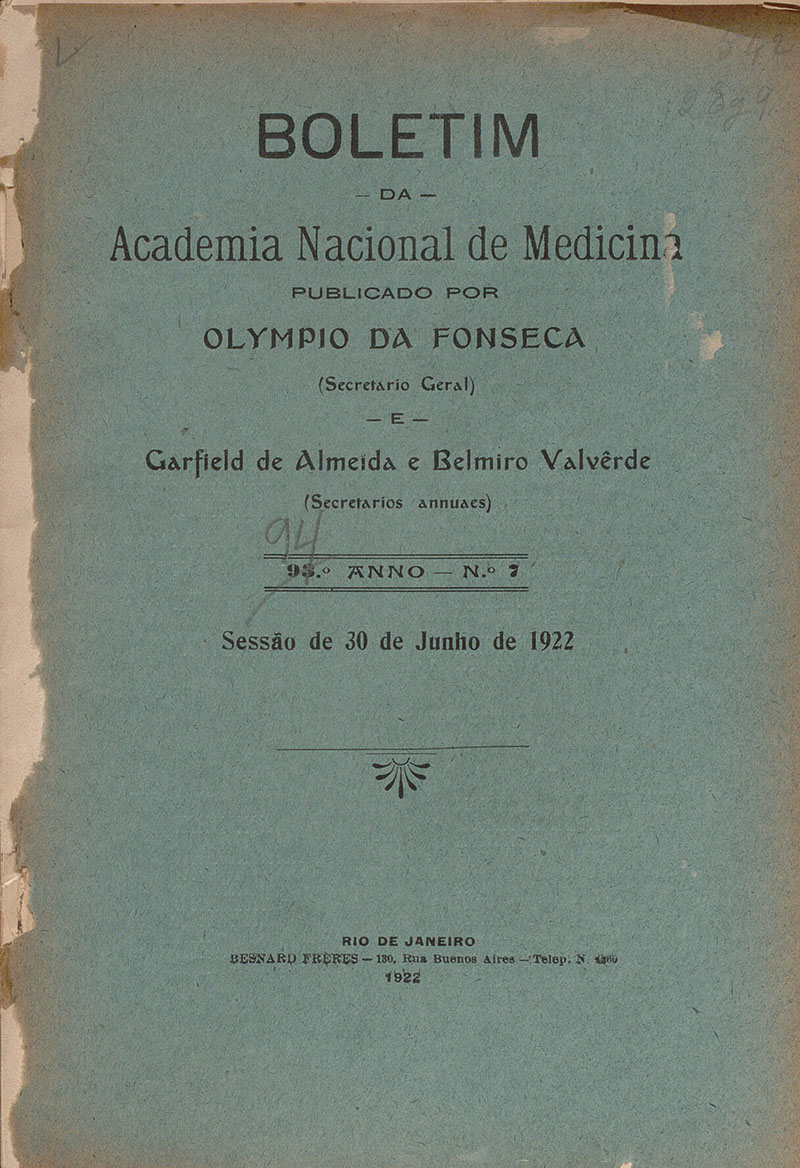 BOLETIM
— DA —
Academia Nacional de Medicina
PUBLICADO POR
OLYMPIO DA FONSECA
(Secretario Geral)
— E —
Garfield de Almeida e Belmiro Valvêrde
(Secretarios annuaes)
94
93.º ANNO — N.º 7
Sessão de 30 de Junho de 1922
RIO DE JANEIRO
BESNARD FRÈRES — 130, Rua Buenos Aires — Telep. N.
1922